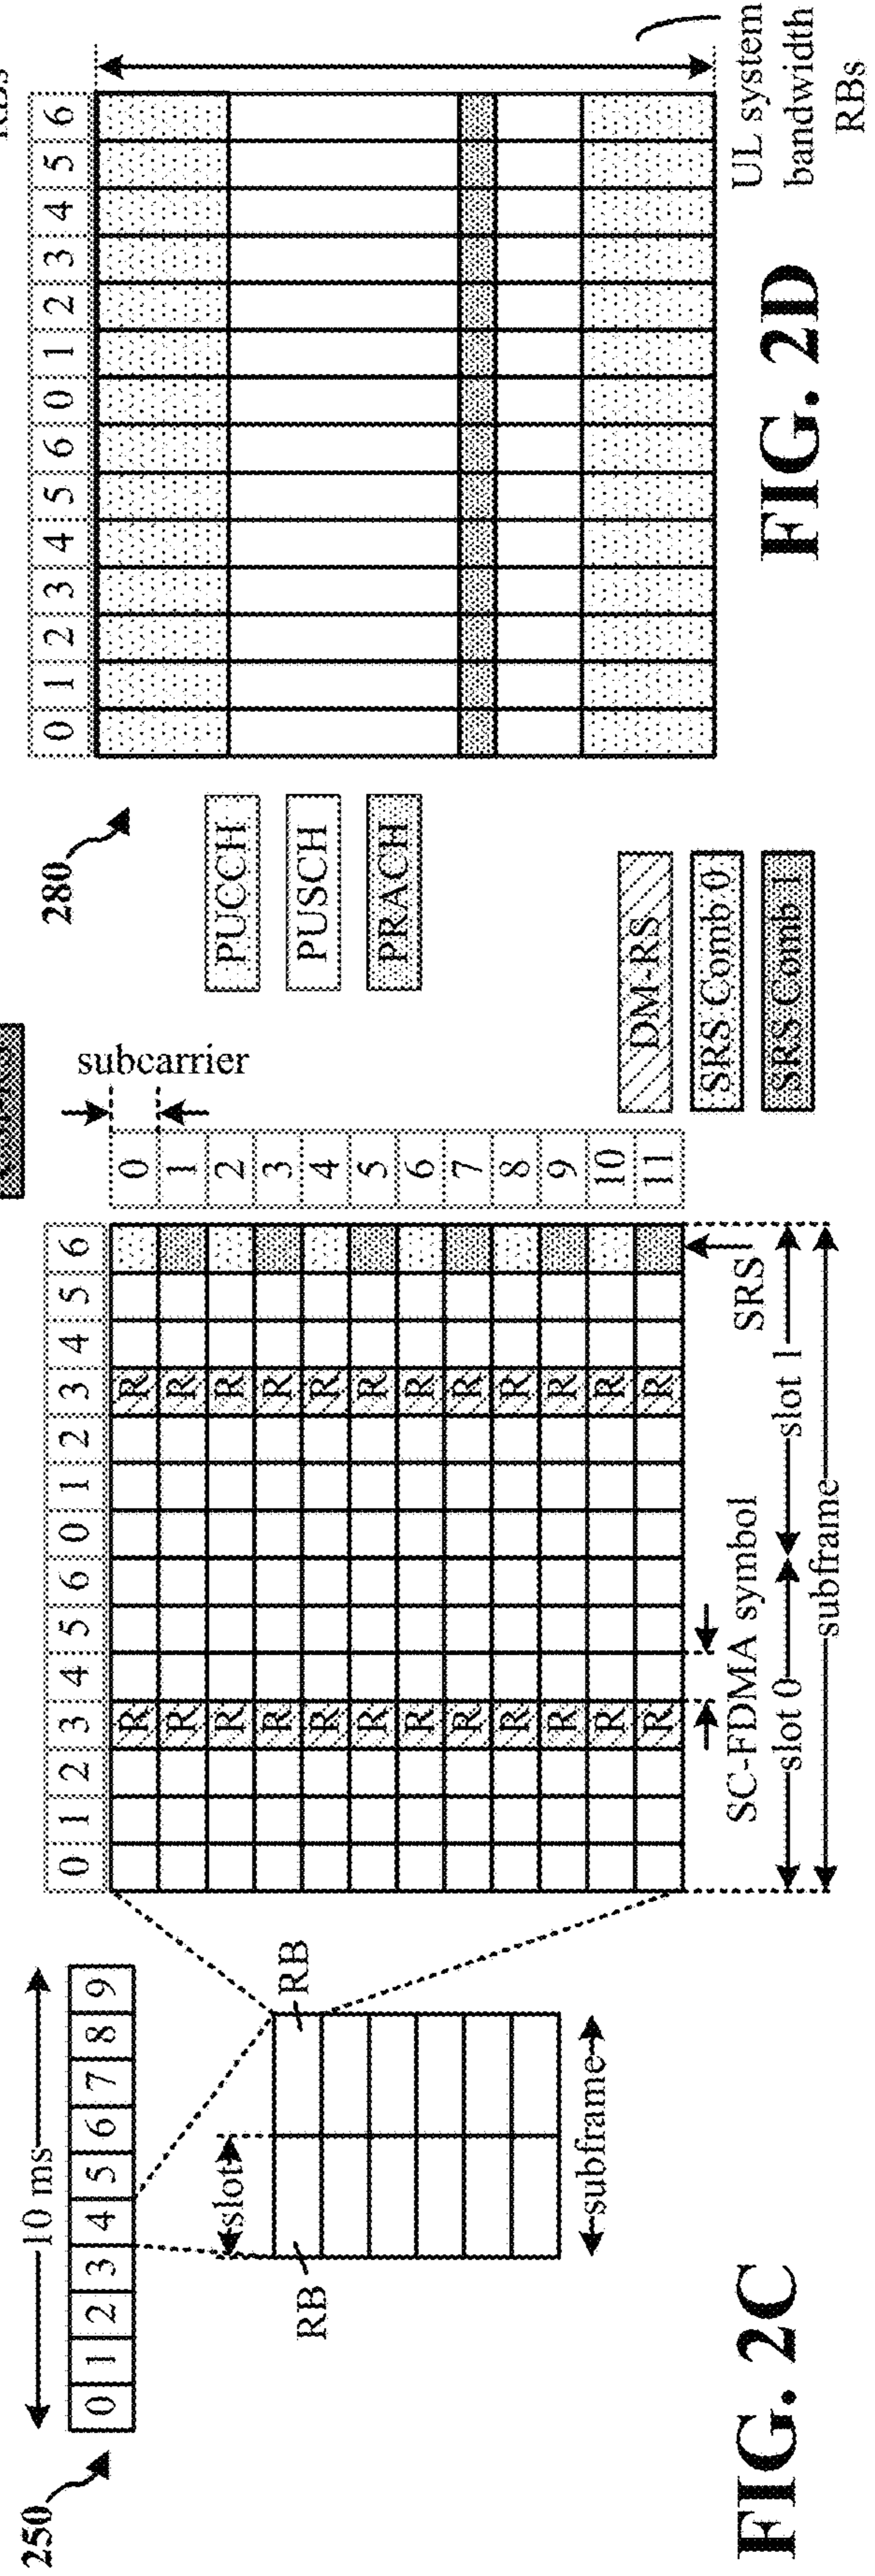 250
10 ms
0 1 2 3 4 5 6 7 8 9
slot
RB
RB
subframe
FIG. 2C
0 1 2 3 4 5 6 0 1 2 3 4 5 6
subcarrier
0
1
2
3
4
5
6
7
8
9
10
11
R R
R R
R R
R R
R R
R R
R R
R R
R R
R R
R R
R R
SC-FDMA symbol
SRS
slot 0
slot 1
subframe
DM-RS
SRS Comb 0
SRS Comb 1
280
PUCCH
PUSCH
PRACH
0 1 2 3 4 5 6 0 1 2 3 4 5 6
UL system
bandwidth
RBs
FIG. 2D